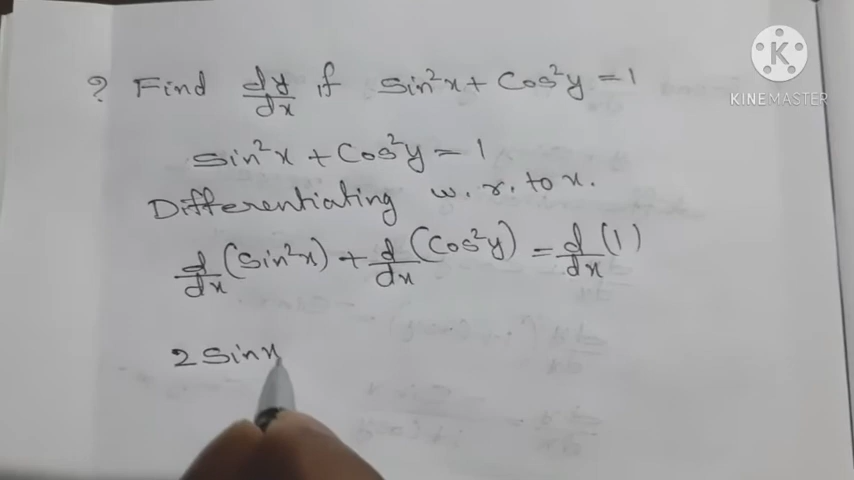 ? Find dy/dx if sin²x + cos²y = 1
sin²x + cos²y = 1
Differentiating w. r. to x.
d/dx (sin²x) + d/dx (cos²y) = d/dx (1)
2 sinx
KINEMASTER